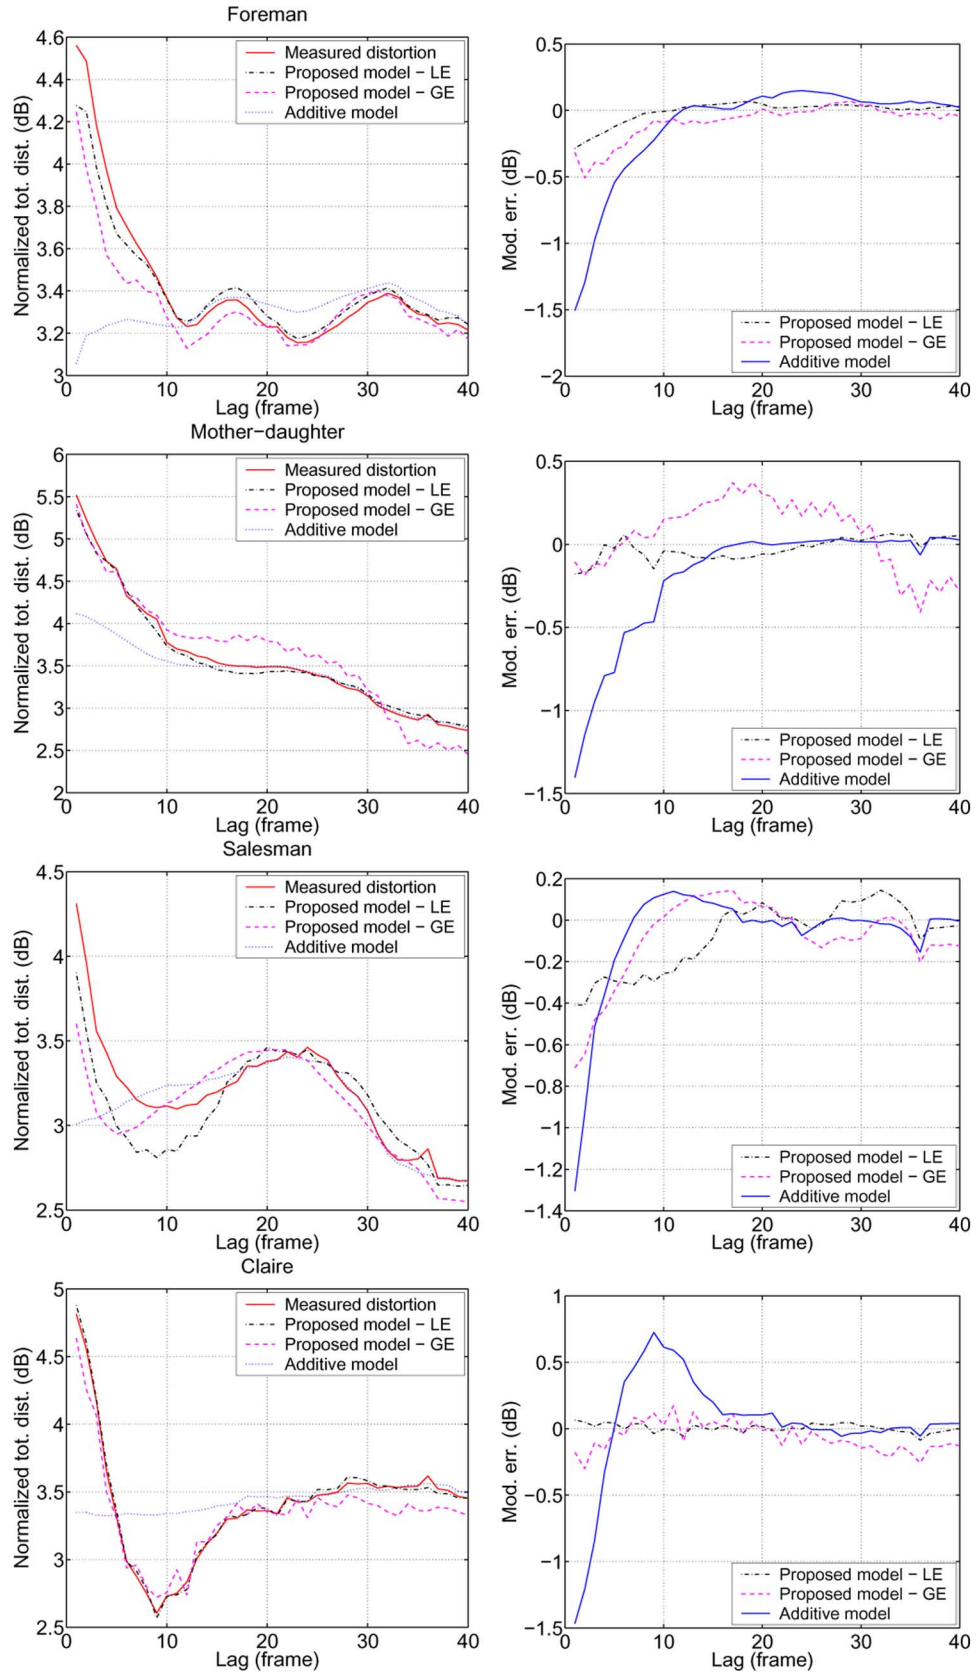 Foreman
Normalized tot. dist. (dB)
4.6
4.4
4.2
4
3.8
3.6
3.4
3.2
3
0 10 20 30 40
Lag (frame)
Measured distortion
Proposed model − LE
Proposed model − GE
Additive model
Mod. err. (dB)
0.5
0
−0.5
−1
−1.5
−2
0 10 20 30 40
Lag (frame)
Proposed model − LE
Proposed model − GE
Additive model
Mother−daughter
Normalized tot. dist. (dB)
6
5.5
5
4.5
4
3.5
3
2.5
2
0 10 20 30 40
Lag (frame)
Measured distortion
Proposed model − LE
Proposed model − GE
Additive model
Mod. err. (dB)
0.5
0
−0.5
−1
−1.5
0 10 20 30 40
Lag (frame)
Proposed model − LE
Proposed model − GE
Additive model
Salesman
Normalized tot. dist. (dB)
4.5
4
3.5
3
2.5
0 10 20 30 40
Lag (frame)
Measured distortion
Proposed model − LE
Proposed model − GE
Additive model
Mod. err. (dB)
0.2
0
−0.2
−0.4
−0.6
−0.8
−1
−1.2
−1.4
0 10 20 30 40
Lag (frame)
Proposed model − LE
Proposed model − GE
Additive model
Claire
Normalized tot. dist. (dB)
5
4.5
4
3.5
3
2.5
0 10 20 30 40
Lag (frame)
Measured distortion
Proposed model − LE
Proposed model − GE
Additive model
Mod. err. (dB)
1
0.5
0
−0.5
−1
−1.5
0 10 20 30 40
Lag (frame)
Proposed model − LE
Proposed model − GE
Additive model